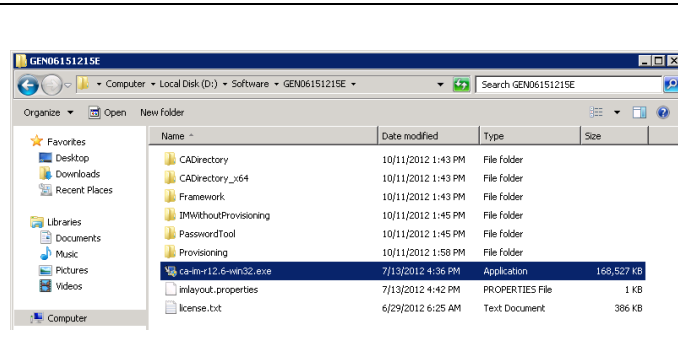 GEN06151215E
Computer Local Disk (D:) Software GEN06151215E Search GEN06151215E
Organize Open New folder
Favorites
Desktop
Downloads
Recent Places
Libraries
Documents
Music
Pictures
Videos
Computer
Name Date modified Type Size
CADirectory 10/11/2012 1:43 PM File folder
CADirectory_x64 10/11/2012 1:43 PM File folder
Framework 10/11/2012 1:43 PM File folder
IMWithoutProvisioning 10/11/2012 1:45 PM File folder
PasswordTool 10/11/2012 1:45 PM File folder
Provisioning 10/11/2012 1:58 PM File folder
ca-im-r12.6-win32.exe 7/13/2012 4:36 PM Application 168,527 KB
imlayout.properties 7/13/2012 4:42 PM PROPERTIES File 1 KB
license.txt 6/29/2012 6:25 AM Text Document 386 KB